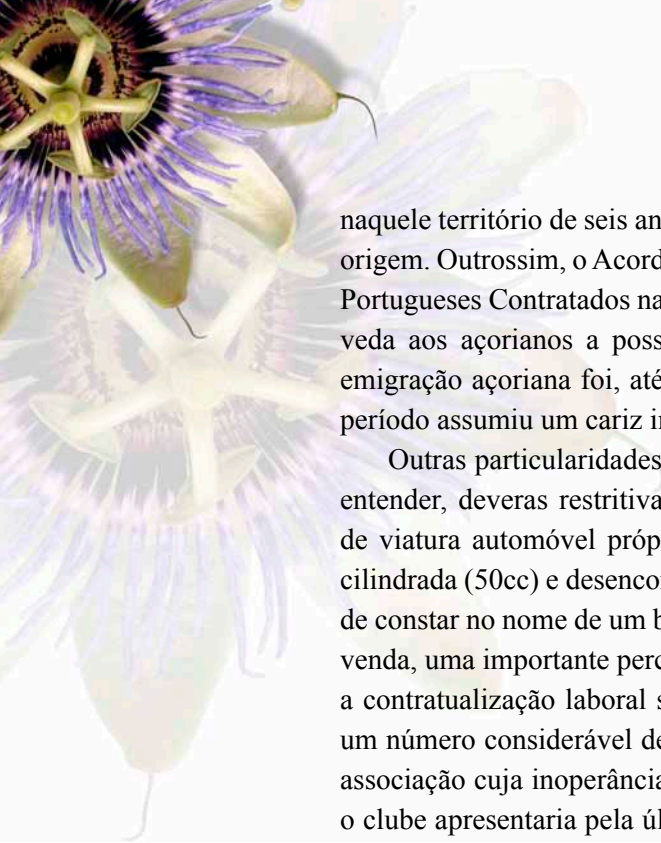 naquele território de seis an
origem. Outrossim, o Acord
Portugueses Contratados na
veda aos açorianos a poss
emigração açoriana foi, até
período assumiu um cariz i
Outras particularidades
entender, deveras restritiva
de viatura automóvel próp
cilindrada (50cc) e desenco
de constar no nome de um b
venda, uma importante perc
a contratualização laboral s
um número considerável de
associação cuja inoperância
o clube apresentaria pela úl